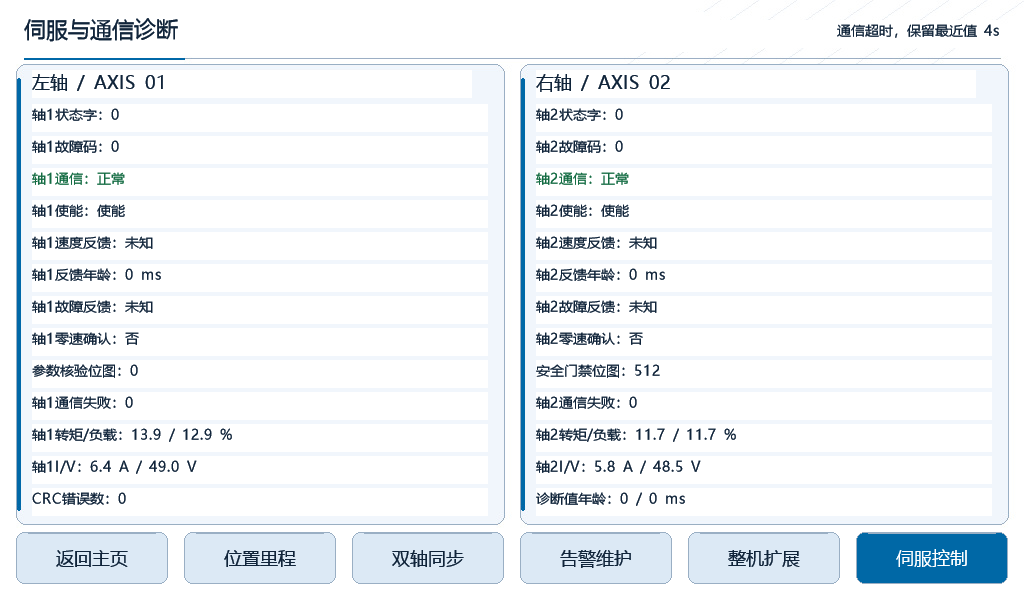 伺服与通信诊断
通信超时，保留最近值 4s
左轴 / AXIS 01
轴1状态字：0
轴1故障码：0
轴1通信：正常
轴1使能：使能
轴1速度反馈：未知
轴1反馈年龄：0 ms
轴1故障反馈：未知
轴1零速确认：否
参数核验位图：0
轴1通信失败：0
轴1转矩/负载：13.9 / 12.9 %
轴1I/V：6.4 A / 49.0 V
CRC错误数：0
右轴 / AXIS 02
轴2状态字：0
轴2故障码：0
轴2通信：正常
轴2使能：使能
轴2速度反馈：未知
轴2反馈年龄：0 ms
轴2故障反馈：未知
轴2零速确认：否
安全门禁位图：512
轴2通信失败：0
轴2转矩/负载：11.7 / 11.7 %
轴2I/V：5.8 A / 48.5 V
诊断值年龄：0 / 0 ms
返回主页
位置里程
双轴同步
告警维护
整机扩展
伺服控制